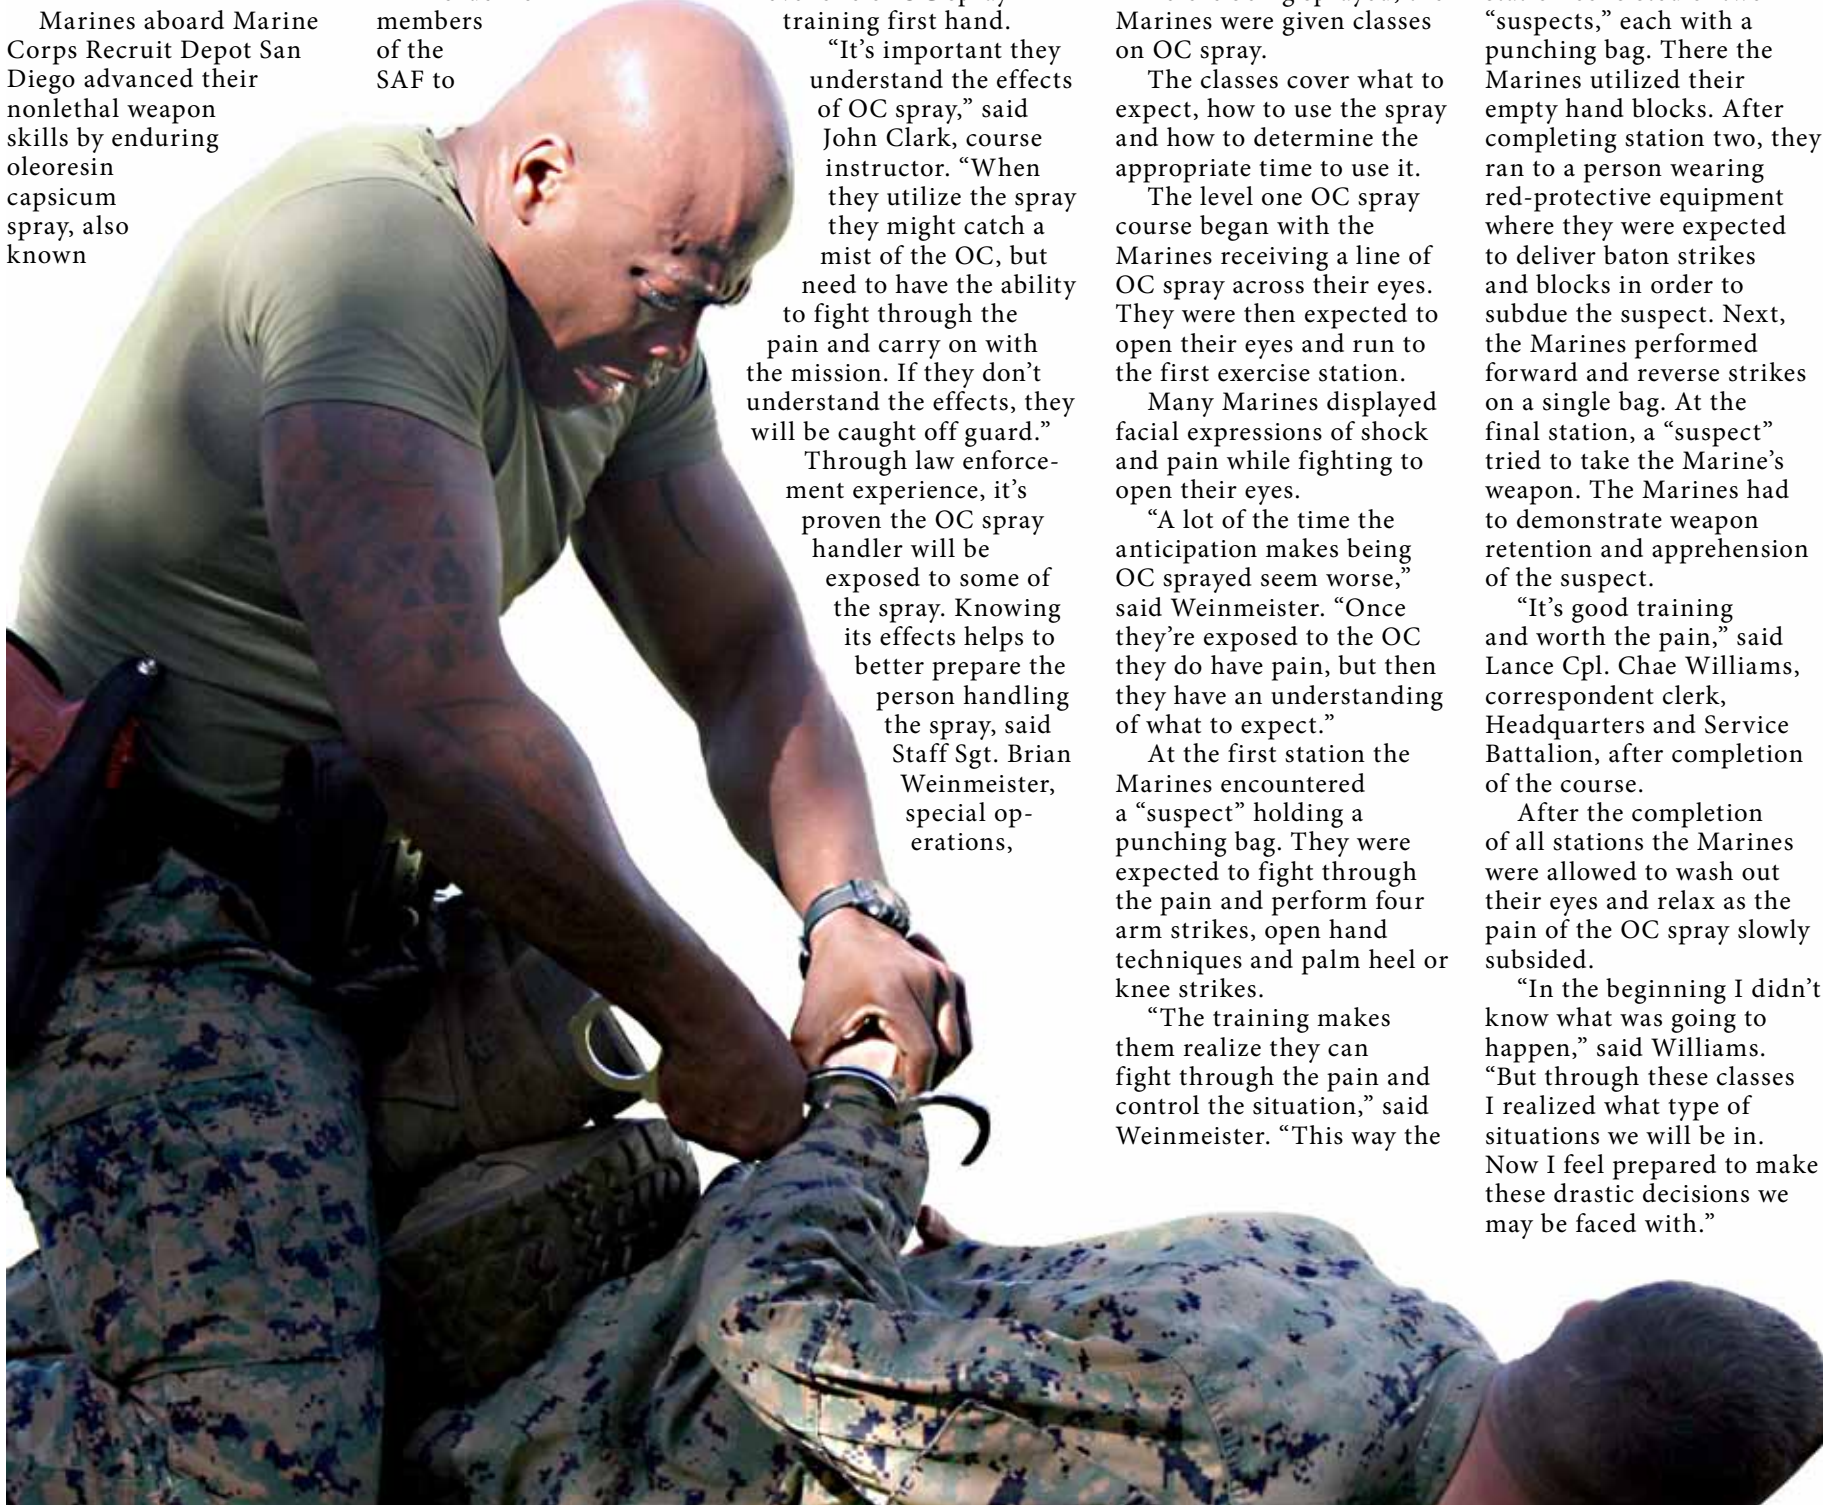 Marines aboard Marine
Corps Recruit Depot San
Diego advanced their
nonlethal weapon
skills by enduring
oleoresin
capsicum
spray, also
known
members
of the
SAF to
training first hand.
“It’s important they
understand the effects
of OC spray,” said
John Clark, course
instructor. “When
they utilize the spray
they might catch a
mist of the OC, but
need to have the ability
to fight through the
pain and carry on with
the mission. If they don’t
understand the effects, they
will be caught off guard.”
Through law enforce-
ment experience, it’s
proven the OC spray
handler will be
exposed to some of
the spray. Knowing
its effects helps to
better prepare the
person handling
the spray, said
Staff Sgt. Brian
Weinmeister,
special op-
erations,
Marines were given classes
on OC spray.
The classes cover what to
expect, how to use the spray
and how to determine the
appropriate time to use it.
The level one OC spray
course began with the
Marines receiving a line of
OC spray across their eyes.
They were then expected to
open their eyes and run to
the first exercise station.
Many Marines displayed
facial expressions of shock
and pain while fighting to
open their eyes.
“A lot of the time the
anticipation makes being
OC sprayed seem worse,”
said Weinmeister. “Once
they’re exposed to the OC
they do have pain, but then
they have an understanding
of what to expect.”
At the first station the
Marines encountered
a “suspect” holding a
punching bag. They were
expected to fight through
the pain and perform four
arm strikes, open hand
techniques and palm heel or
knee strikes.
“The training makes
them realize they can
fight through the pain and
control the situation,” said
Weinmeister. “This way the
“suspects,” each with a
punching bag. There the
Marines utilized their
empty hand blocks. After
completing station two, they
ran to a person wearing
red-protective equipment
where they were expected
to deliver baton strikes
and blocks in order to
subdue the suspect. Next,
the Marines performed
forward and reverse strikes
on a single bag. At the
final station, a “suspect”
tried to take the Marine’s
weapon. The Marines had
to demonstrate weapon
retention and apprehension
of the suspect.
“It’s good training
and worth the pain,” said
Lance Cpl. Chae Williams,
correspondent clerk,
Headquarters and Service
Battalion, after completion
of the course.
After the completion
of all stations the Marines
were allowed to wash out
their eyes and relax as the
pain of the OC spray slowly
subsided.
“In the beginning I didn’t
know what was going to
happen,” said Williams.
“But through these classes
I realized what type of
situations we will be in.
Now I feel prepared to make
these drastic decisions we
may be faced with.”